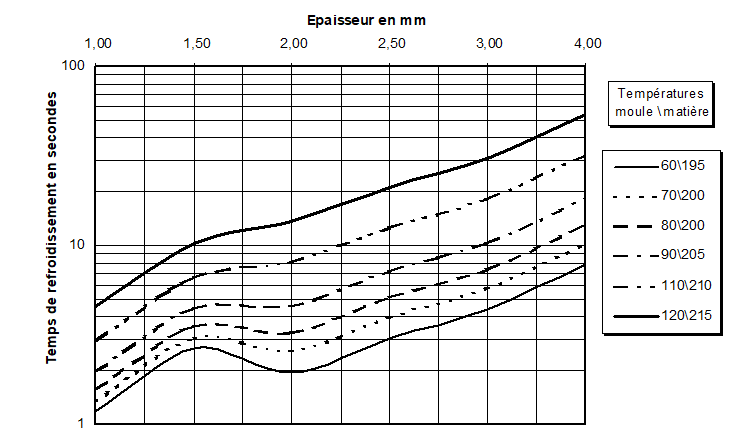 Epaisseur en mm
1,00 1,50 2,00 2,50 3,00 4,00
100
10
1
Temps de refroidissement en secondes
Températures
moule \ matière
60\195
70\200
80\200
90\205
110\210
120\215